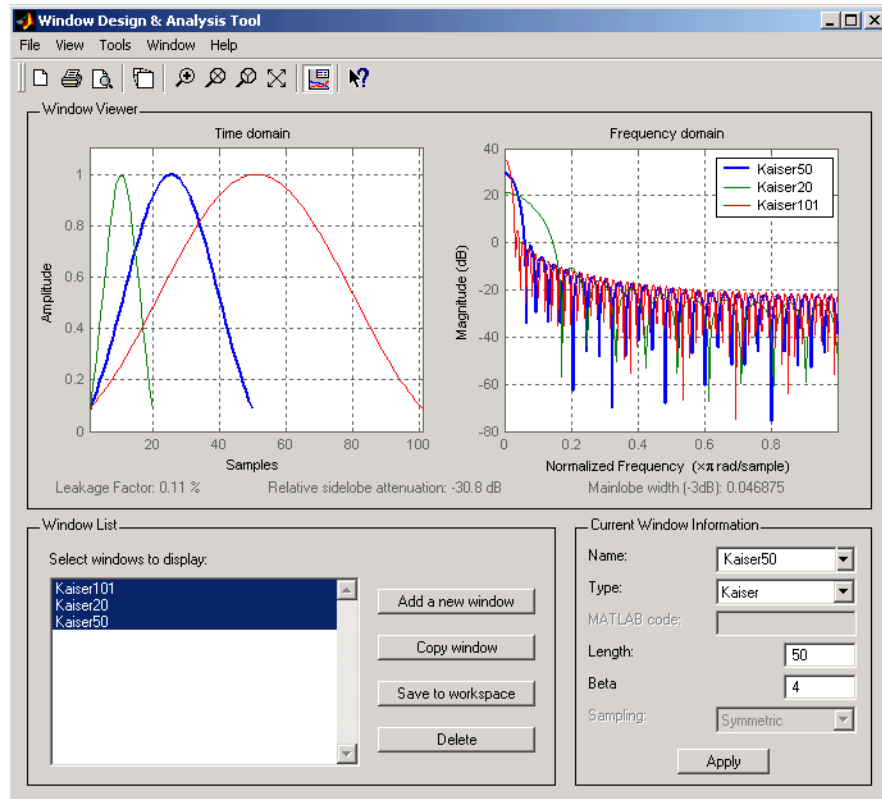 Window Design & Analysis Tool
File View Tools Window Help
Window Viewer
Time domain
Amplitude
1
0.8
0.6
0.4
0.2
0
20 40 60 80 100
Samples
Frequency domain
Magnitude (dB)
40
20
0
-20
-40
-60
-80
Kaiser50
Kaiser20
Kaiser101
0 0.2 0.4 0.6 0.8
Normalized Frequency (×π rad/sample)
Leakage Factor: 0.11 % Relative sidelobe attenuation: -30.8 dB Mainlobe width (-3dB): 0.046875
Window List
Select windows to display:
Kaiser101
Kaiser20
Kaiser50
Add a new window
Copy window
Save to workspace
Delete
Current Window Information
Name: Kaiser50
Type: Kaiser
MATLAB code:
Length: 50
Beta 4
Sampling: Symmetric
Apply